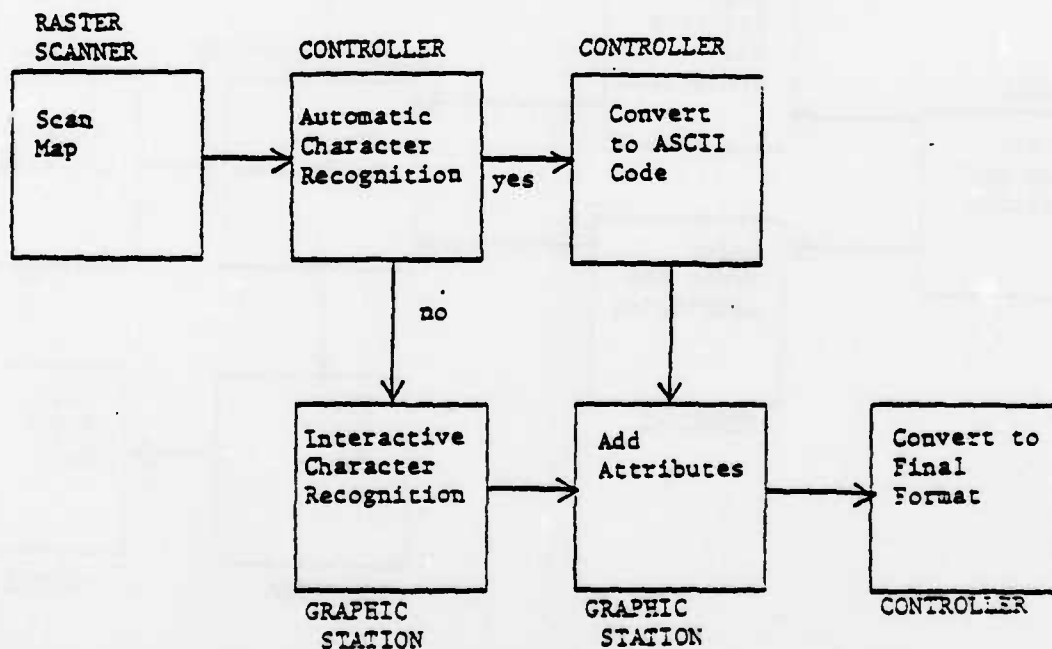 RASTER
SCANNER
CONTROLLER
CONTROLLER
Scan
Map
Automatic
Character
Recognition
yes
Convert
to ASCII
Code
no
Interactive
Character
Recognition
Add
Attributes
Convert to
Final
Format
GRAPHIC
STATION
GRAPHIC
STATION
CONTROLLER